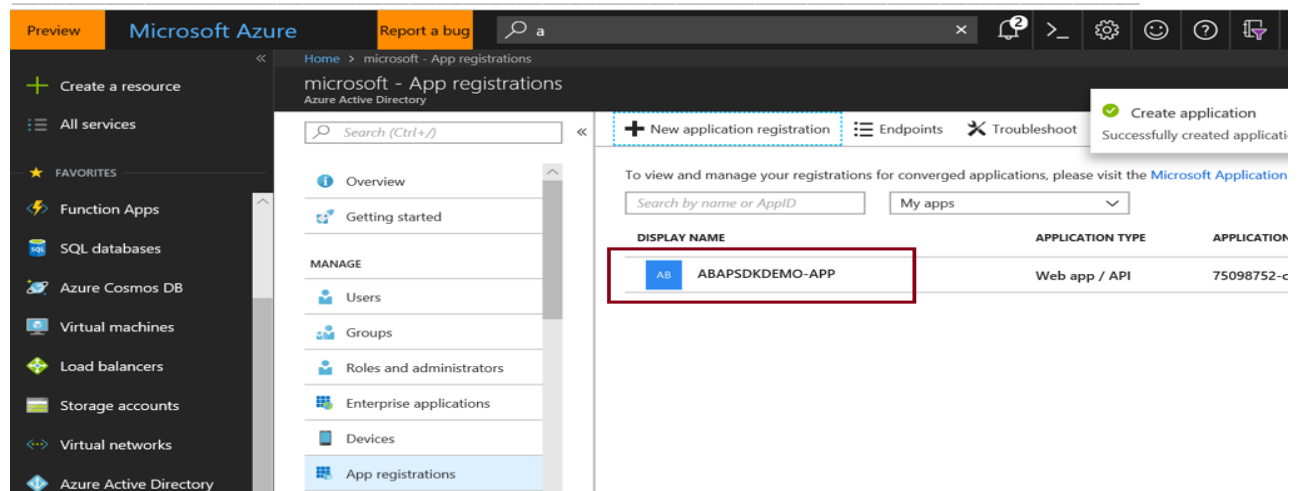 Preview
Microsoft Azure
Report a bug
a
2
Home > microsoft - App registrations
microsoft - App registrations
Azure Active Directory
Create a resource
All services
FAVORITES
Function Apps
SQL databases
Azure Cosmos DB
Virtual machines
Load balancers
Storage accounts
Virtual networks
Azure Active Directory
Search (Ctrl+/)
Overview
Getting started
MANAGE
Users
Groups
Roles and administrators
Enterprise applications
Devices
App registrations
New application registration
Endpoints
Troubleshoot
Create application
Successfully created applicati
To view and manage your registrations for converged applications, please visit the Microsoft Application
Search by name or AppID
My apps
DISPLAY NAME APPLICATION TYPE APPLICATION
AB ABAPSDKDEMO-APP Web app / API 75098752-c